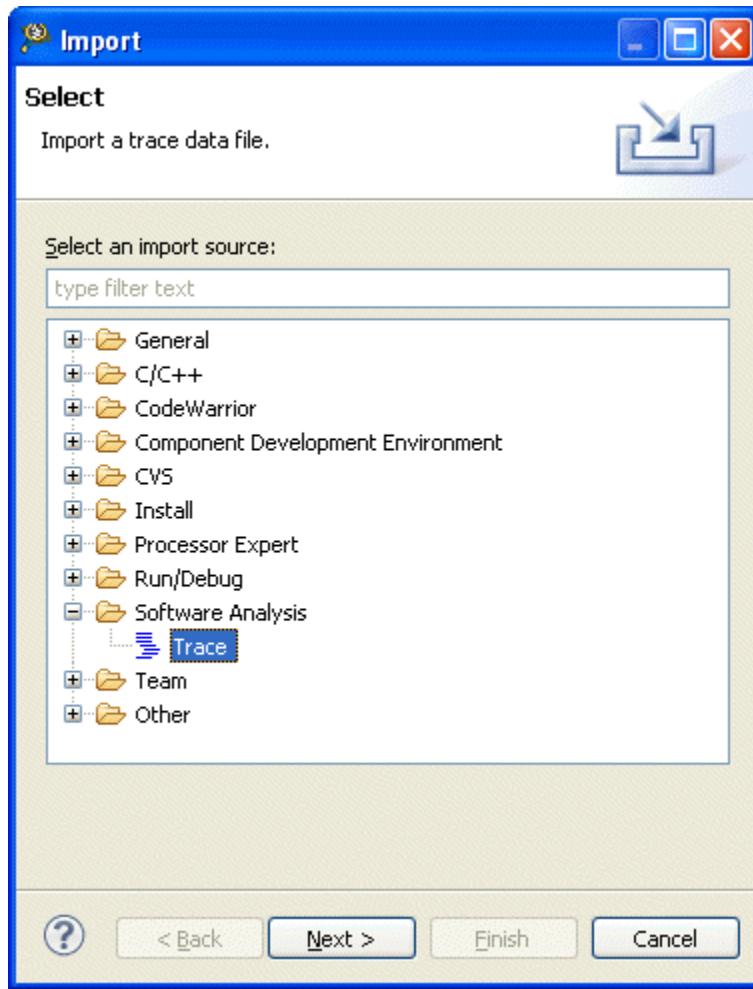 Import
Select
Import a trace data file.
Select an import source:
type filter text
General
C/C++
CodeWarrior
Component Development Environment
CVS
Install
Processor Expert
Run/Debug
Software Analysis
Trace
Team
Other
? < Back Next > Finish Cancel